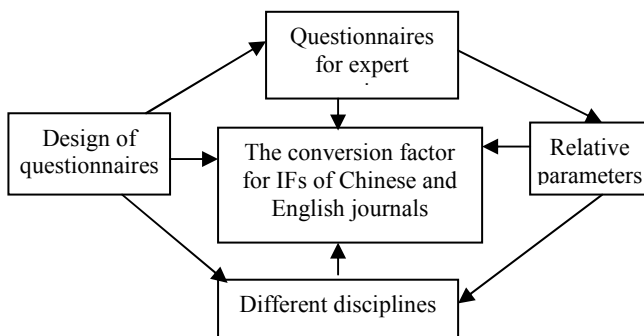 Questionnaires
for expert
Design of
questionnaires
The conversion factor
for IFs of Chinese and
English journals
Relative
parameters
Different disciplines